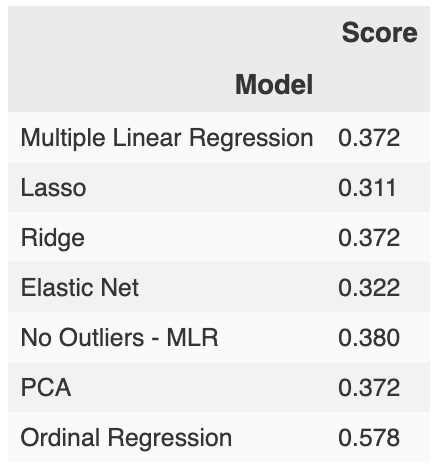 Score
Model
Multiple Linear Regression 0.372
Lasso 0.311
Ridge 0.372
Elastic Net 0.322
No Outliers - MLR 0.380
PCA 0.372
Ordinal Regression 0.578